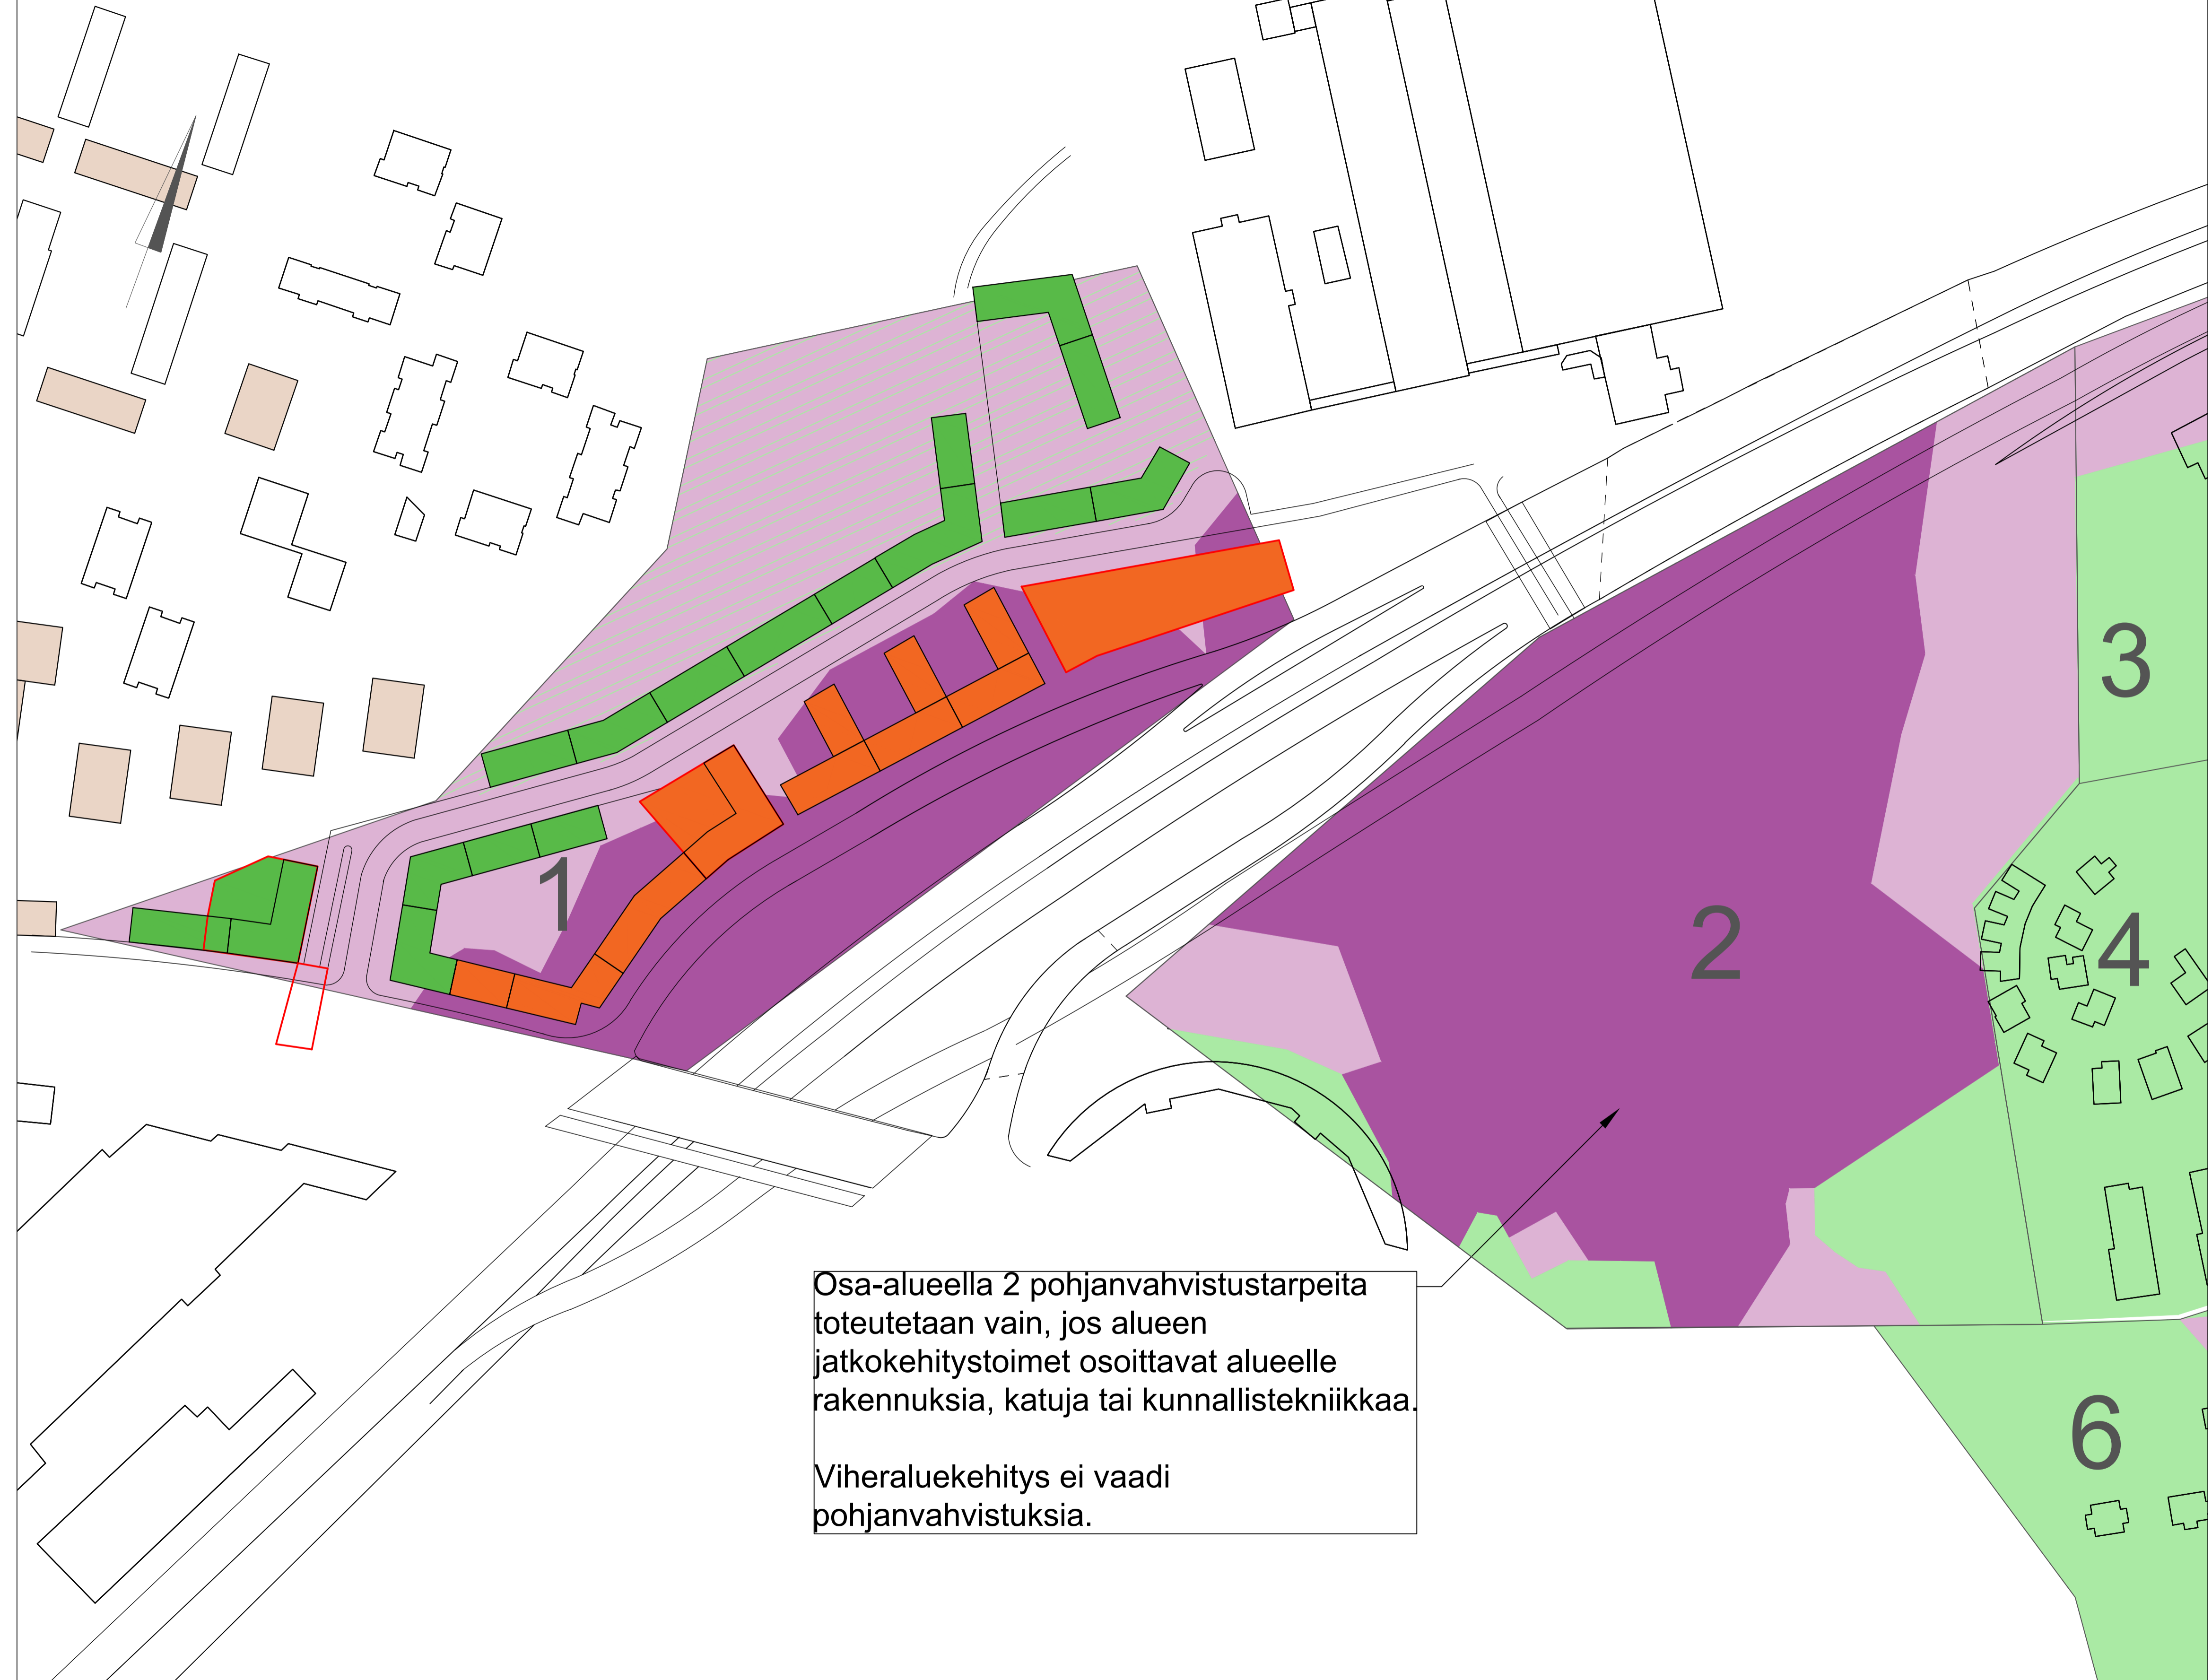 3
1
2
4
Osa-alueella 2 pohjanvahvistustarpeita
toteutetaan vain, jos alueen
jatkokehitystoimet osoittavat alueelle
rakennuksia, katuja tai kunnallistekniikkaa.
Viheraluekehitys ei vaadi
pohjanvahvistuksia.
6